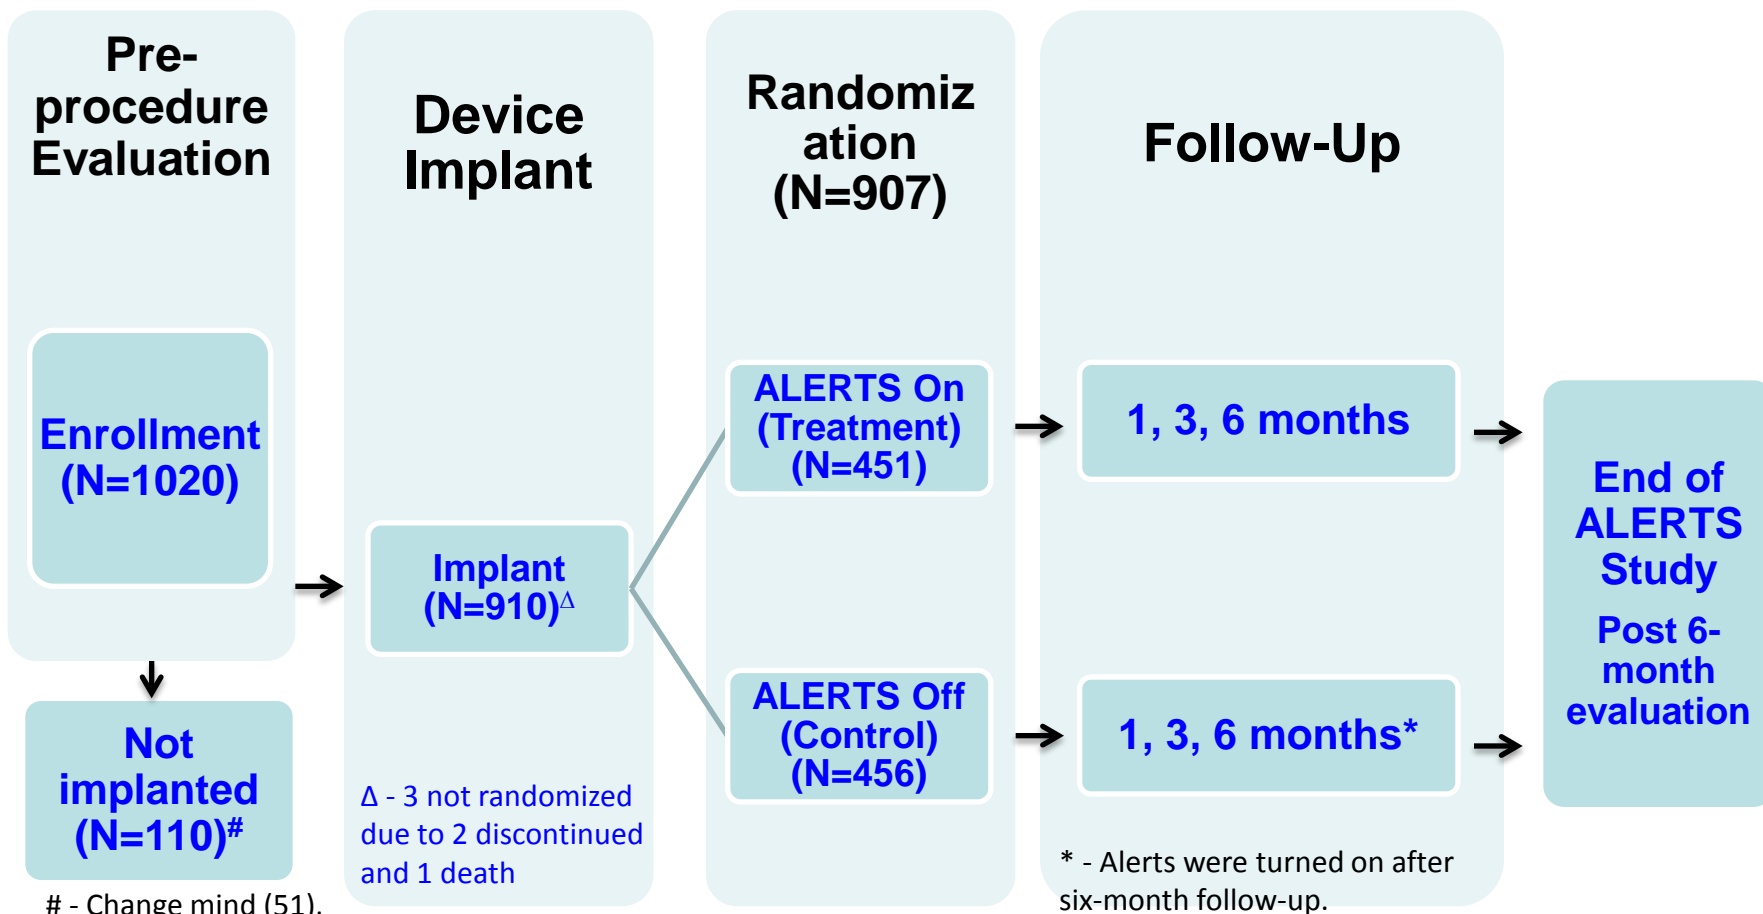 Pre-
procedure
Evaluation
Enrollment
(N=1020)
Not
implanted
(N=110)#
# - Change mind (51),
Device
Implant
Implant
(N=910)Δ
Δ - 3 not randomized
due to 2 discontinued
and 1 death
Randomiz
ation
(N=907)
ALERTS On
(Treatment)
(N=451)
ALERTS Off
(Control)
(N=456)
Follow-Up
1, 3, 6 months
1, 3, 6 months*
* - Alerts were turned on after
six-month follow-up.
End of
ALERTS
Study
Post 6-
month
evaluation